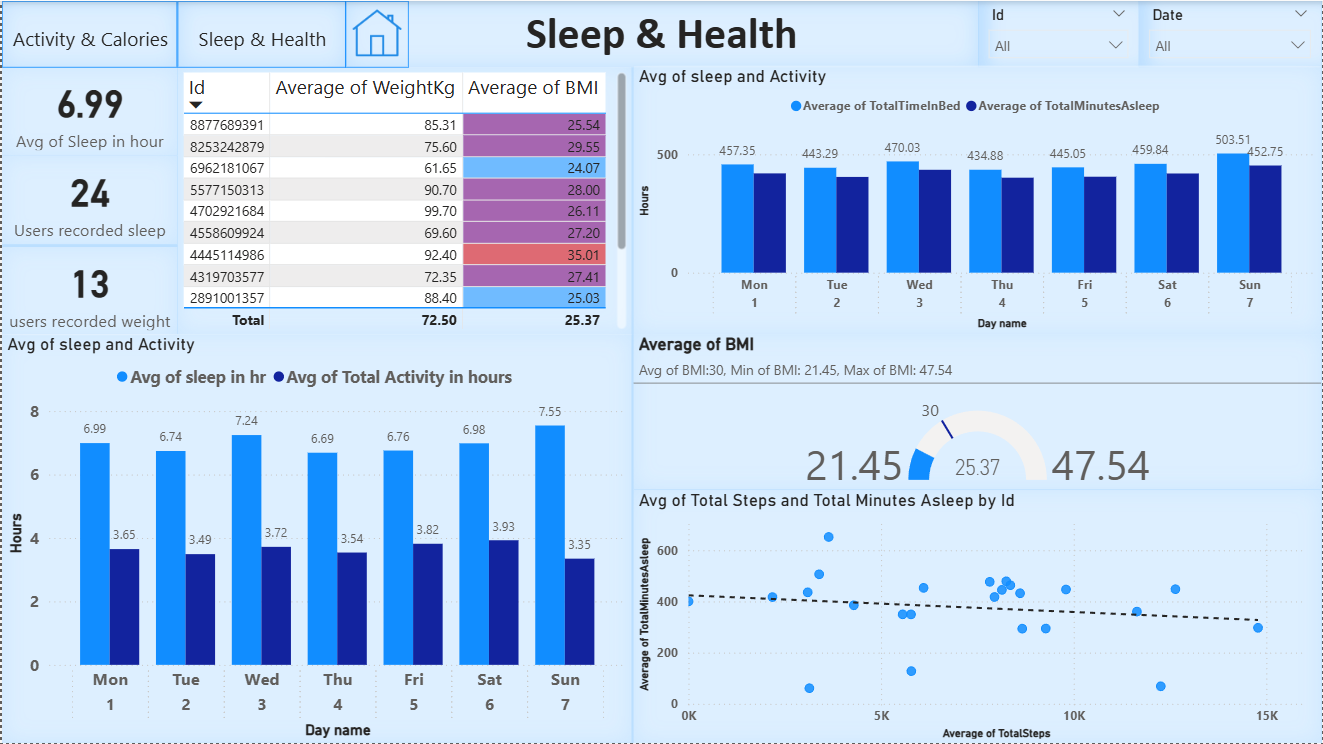 Activity & Calories
Sleep & Health
Sleep & Health
Id
All
Date
All
6.99
Avg of Sleep in hour
24
Users recorded sleep
13
users recorded weight
Id Average of WeightKg Average of BMI
8877689391 85.31 25.54
8253242879 75.60 29.55
6962181067 61.65 24.07
5577150313 90.70 28.00
4702921684 99.70 26.11
4558609924 69.60 27.20
4445114986 92.40 35.01
4319703577 72.35 27.41
2891001357 88.40 25.03
Total 72.50 25.37
Avg of sleep and Activity
Average of TotalTimeInBed Average of TotalMinutesAsleep
Hours
500
0
457.35 443.29 470.03 434.88 445.05 459.84 503.51 452.75
Mon Tue Wed Thu Fri Sat Sun
1 2 3 4 5 6 7
Day name
Avg of sleep and Activity
Avg of sleep in hr Avg of Total Activity in hours
Hours
8
6
4
2
0
6.99 6.74 7.24 6.69 6.76 6.98 7.55
3.65 3.49 3.72 3.54 3.82 3.93 3.35
Mon Tue Wed Thu Fri Sat Sun
1 2 3 4 5 6 7
Day name
Average of BMI
Avg of BMI:30, Min of BMI: 21.45, Max of BMI: 47.54
30
21.45 25.37 47.54
Avg of Total Steps and Total Minutes Asleep by Id
Average of TotalMinutesAsleep
600
400
200
0
0K 5K 10K 15K
Average of TotalSteps